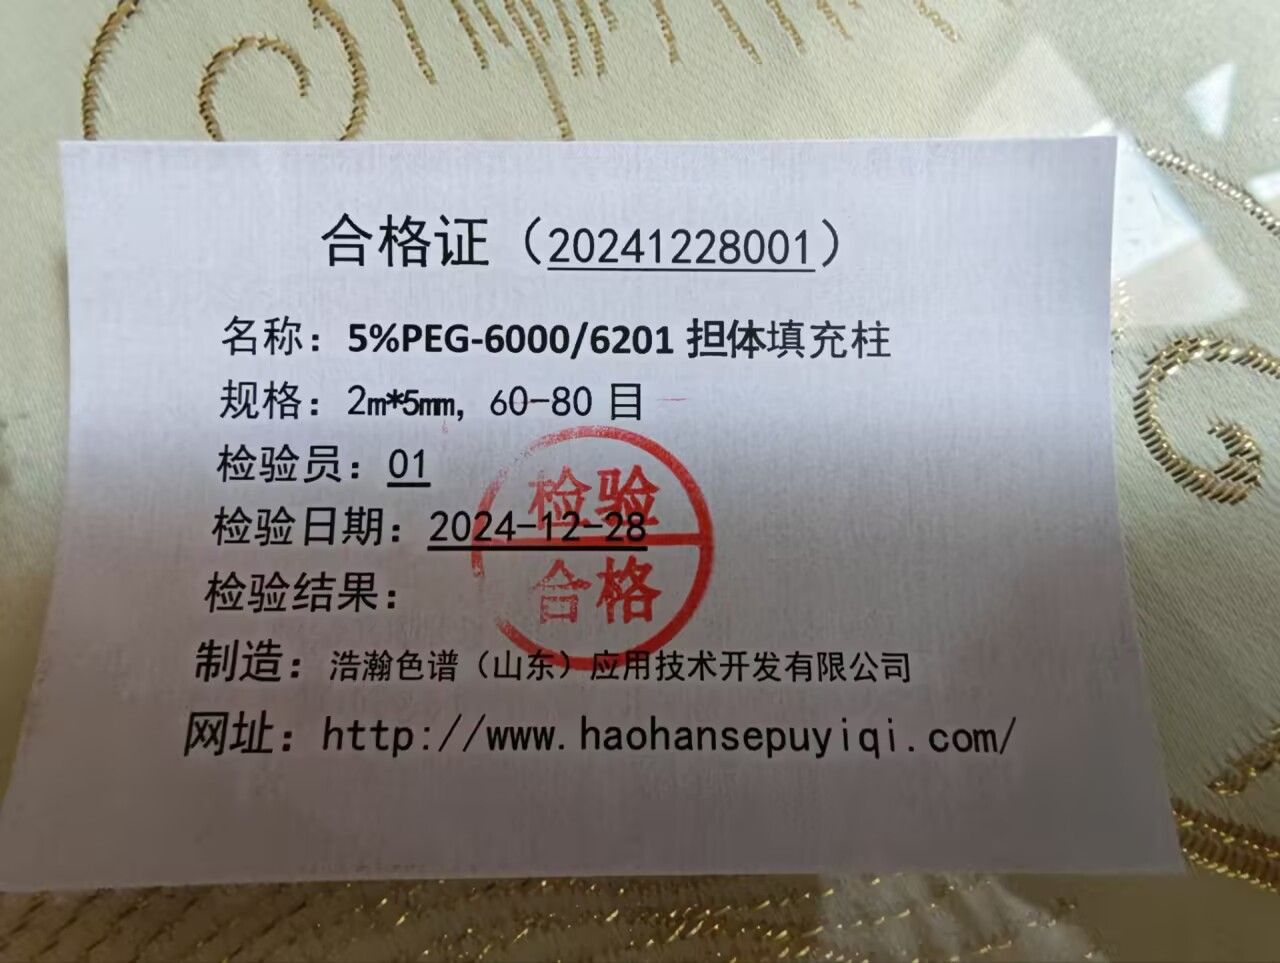 合格证（20241228001）
名称：5%PEG-6000/6201 担体填充柱
规格：2m*5mm，60-80 目
检验员：01
检验日期：2024-12-28
检验结果：
检验
合格
制造：浩瀚色谱（山东）应用技术开发有限公司
网址：http://www.haohansepuyiqi.com/